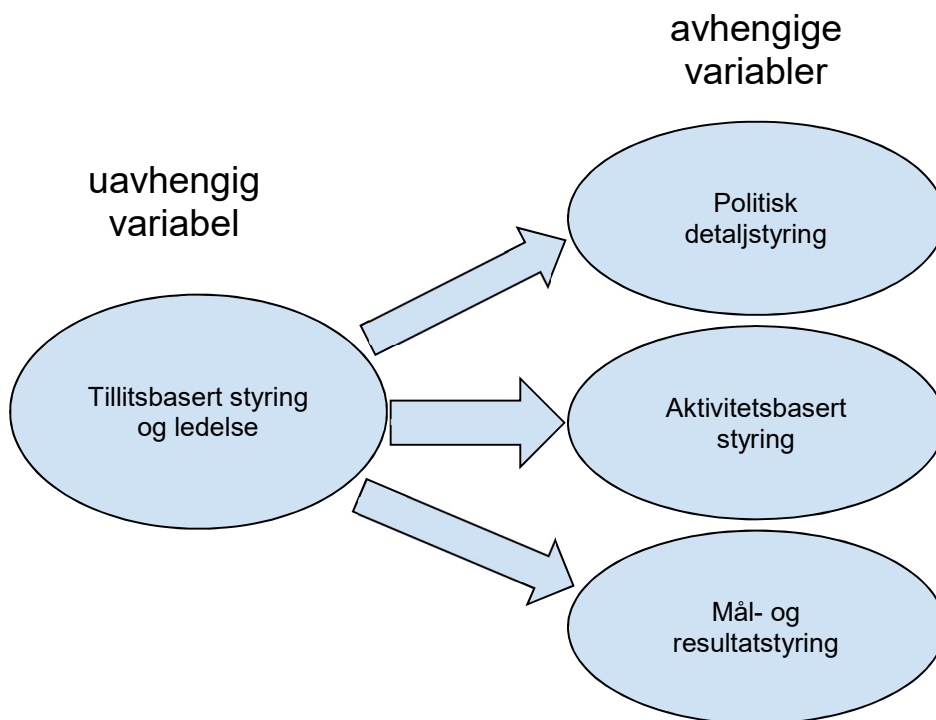 avhengige
variabler
uavhengig
variabel
Politisk
detaljstyring
Tillitsbasert styring
og ledelse
Aktivitetsbasert
styring
Mål- og
resultatstyring